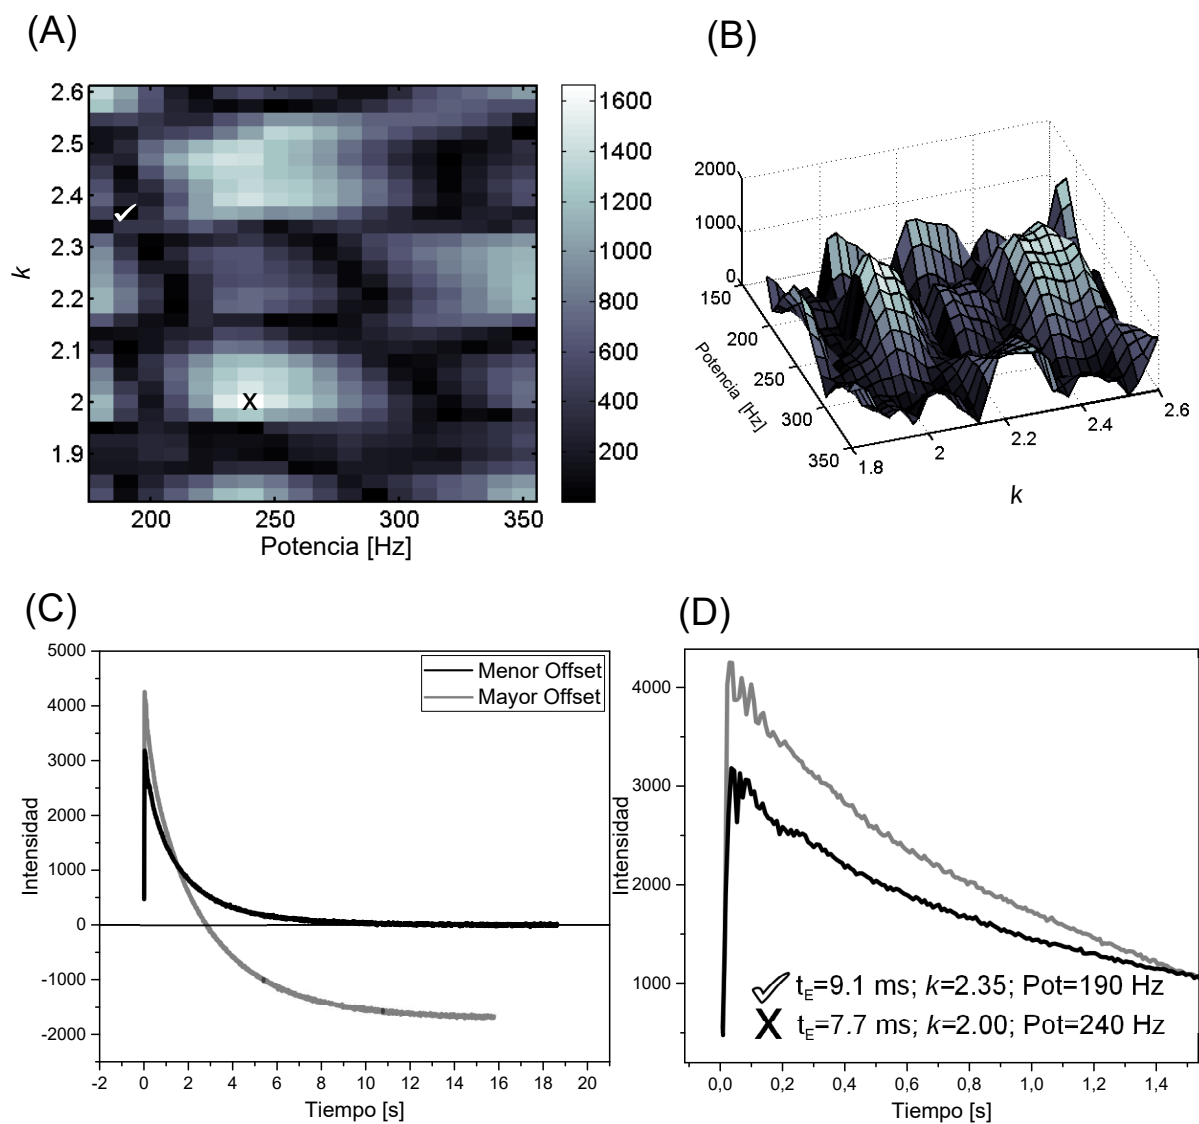 (A)
2.6
2.5
2.4
2.3
2.2
2.1
2
1.9
k
X
200
250
300
350
Potencia [Hz]
1600
1400
1200
1000
800
600
400
200
(B)
2000
1000
0
150
200
250
300
350
Potencia [Hz]
1.8
2
2.2
2.4
2.6
k
(C)
5000
4000
3000
2000
1000
0
-1000
-2000
Intensidad
Menor Offset
Mayor Offset
-2 0 2 4 6 8 10 12 14 16 18 20
Tiempo [s]
(D)
4000
3000
2000
1000
Intensidad
✓ tE=9.1 ms; k=2.35; Pot=190 Hz
X tE=7.7 ms; k=2.00; Pot=240 Hz
0,0 0,2 0,4 0,6 0,8 1,0 1,2 1,4
Tiempo [s]